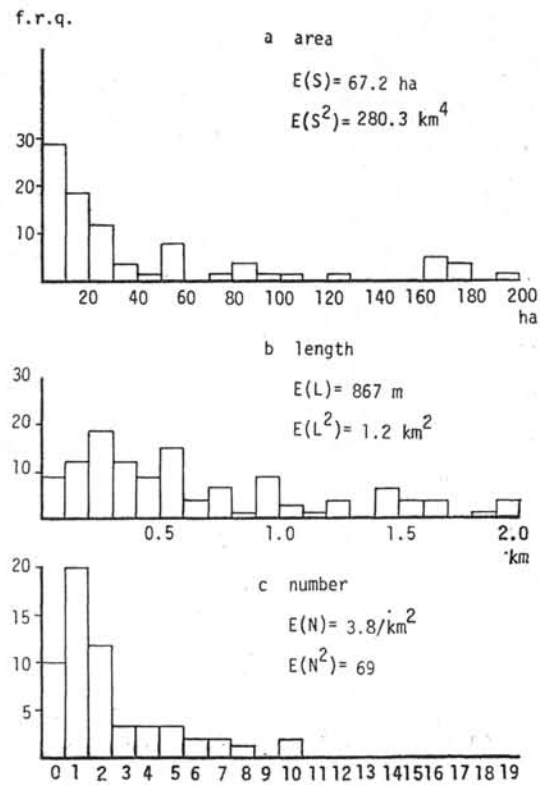 f.r.q.
a area
E(S)= 67.2 ha
E(S²)= 280.3 km⁴
30
20
10
20 40 60 80 100 120 140 160 180 200
ha
b length
E(L)= 867 m
E(L²)= 1.2 km²
30
20
10
0.5 1.0 1.5 2.0
km
c number
E(N)= 3.8/km²
E(N²)= 69
20
15
10
5
0 1 2 3 4 5 6 7 8 9 10 11 12 13 14 15 16 17 18 19